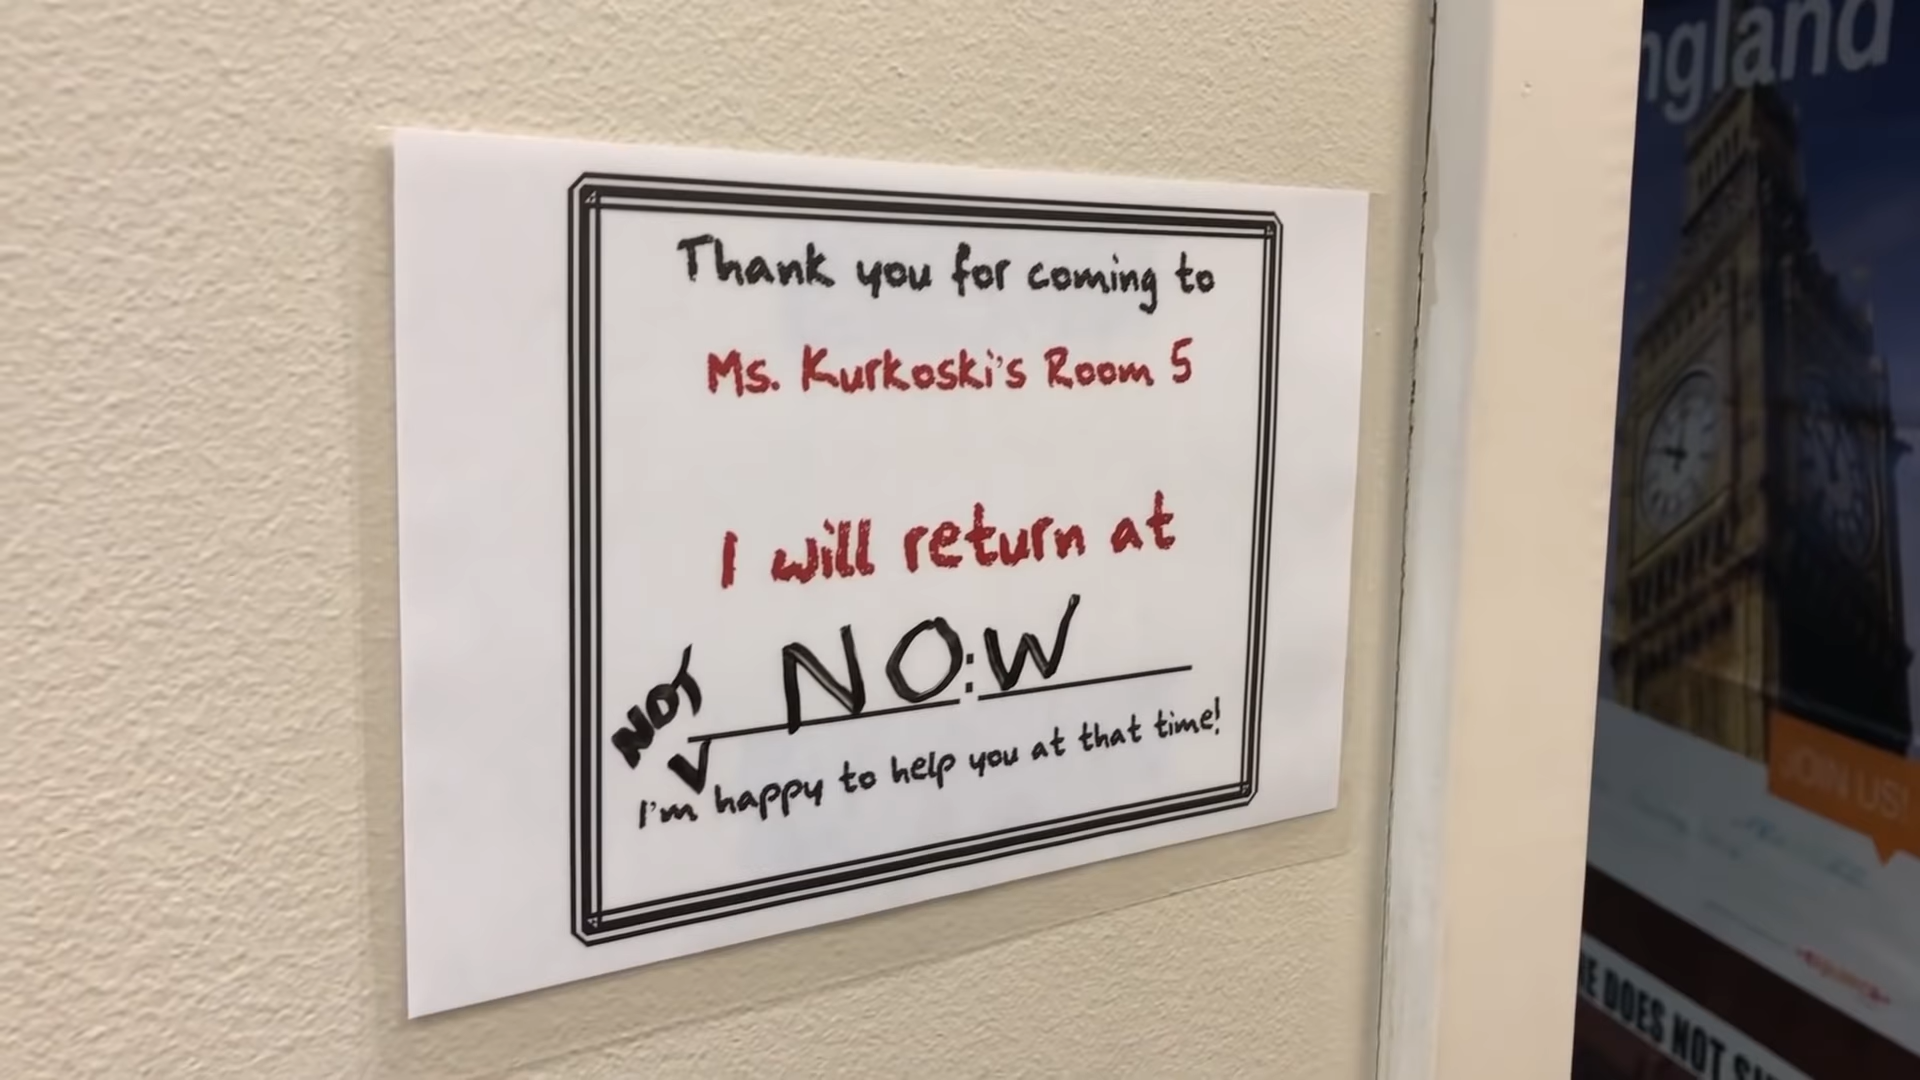 Thank you for coming to
Ms. Kurkoski's Room 5
I will return at
NO:W
NOT
V
I'm happy to help you at that time!
ngland
JOIN US!
DOES NOT